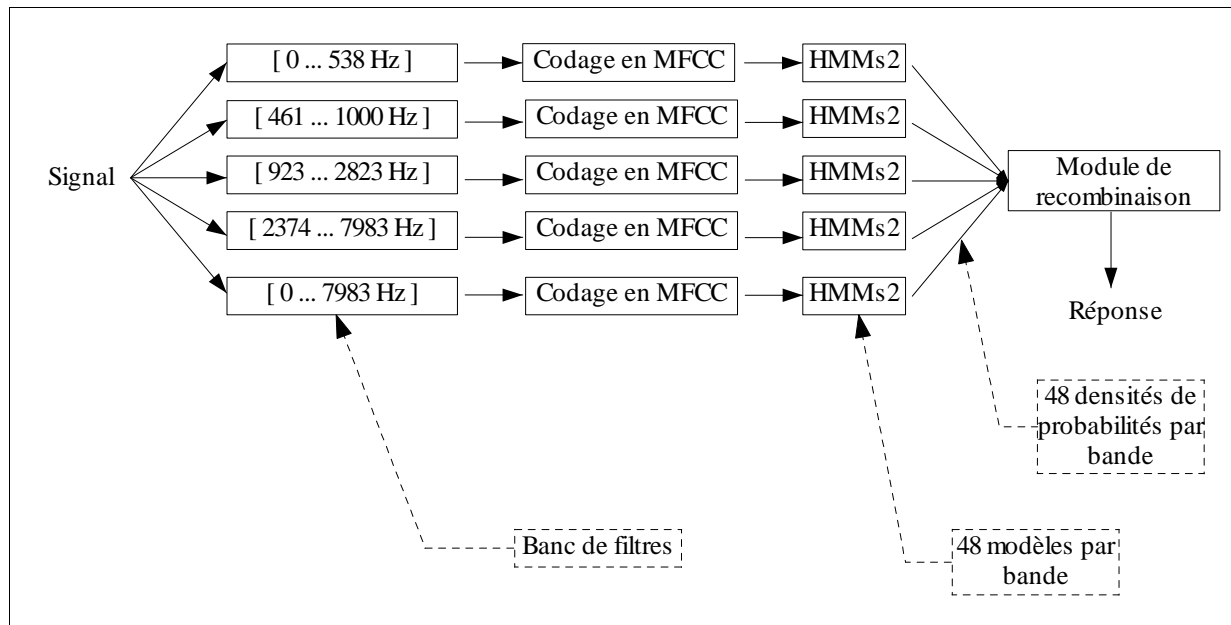 [ 0 ... 538 Hz ]
Codage en MFCC
HMMs2
[ 461 ... 1000 Hz ]
Codage en MFCC
HMMs2
Signal
[ 923 ... 2823 Hz ]
Codage en MFCC
HMMs2
Module de
recombinaison
[ 2374 ... 7983 Hz ]
Codage en MFCC
HMMs2
[ 0 ... 7983 Hz ]
Codage en MFCC
HMMs2
Réponse
48 densités de
probabilités par
bande
Banc de filtres
48 modèles par
bande